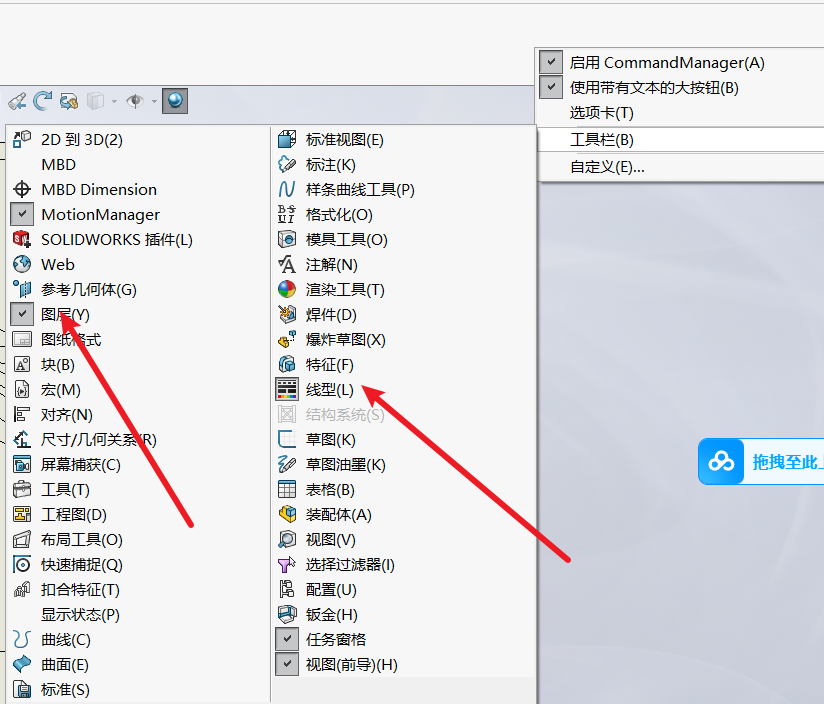 启用 CommandManager(A)
使用带有文本的大按钮(B)
选项卡(T)
工具栏(B)
自定义(E)...
2D 到 3D(2)
MBD
MBD Dimension
MotionManager
SOLIDWORKS 插件(L)
Web
参考几何体(G)
图层(Y)
图纸格式
块(B)
宏(M)
对齐(N)
尺寸/几何关系(R)
屏幕捕获(C)
工具(T)
工程图(D)
布局工具(O)
快速捕捉(Q)
扣合特征(T)
显示状态(P)
曲线(C)
曲面(E)
标准(S)
标准视图(E)
标注(K)
样条曲线工具(P)
格式化(O)
模具工具(O)
注解(N)
渲染工具(T)
焊件(D)
爆炸草图(X)
特征(F)
线型(L)
结构系统(S)
草图(K)
草图油墨(K)
表格(B)
装配体(A)
视图(V)
选择过滤器(I)
配置(U)
钣金(H)
任务窗格
视图(前导)(H)
拖拽至此